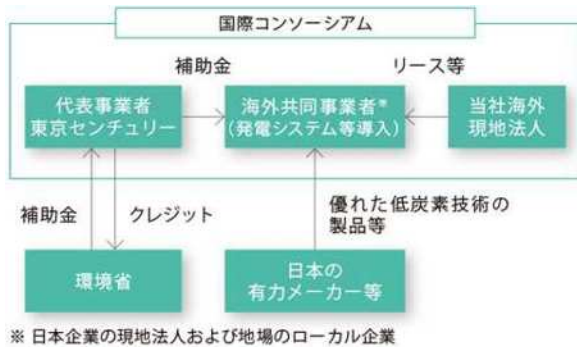 国際コンソーシアム
補助金
リース等
代表事業者
東京センチュリー
海外共同事業者※
(発電システム等導入)
当社海外
現地法人
補助金
クレジット
優れた低炭素技術の
製品等
環境省
日本の
有力メーカー等
※ 日本企業の現地法人および地場のローカル企業